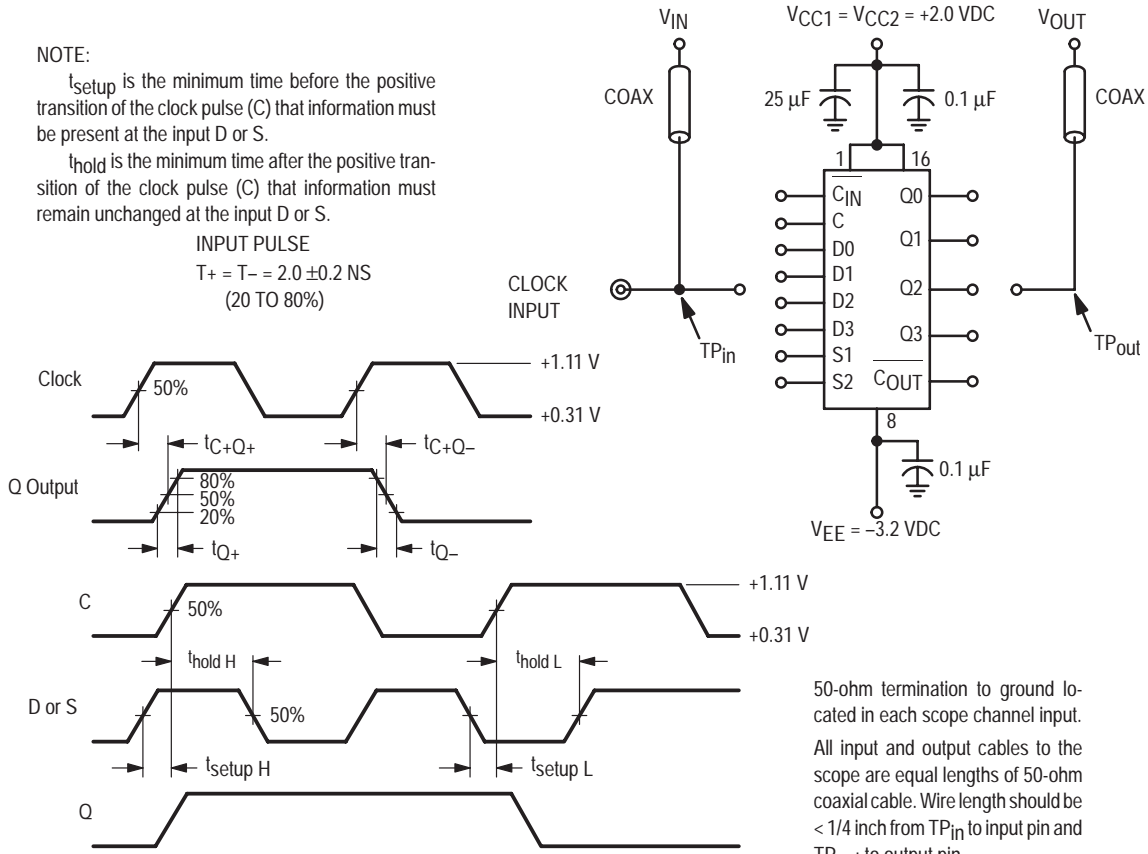 NOTE:
tsetup is the minimum time before the positive
transition of the clock pulse (C) that information must
be present at the input D or S.
thold is the minimum time after the positive tran-
sition of the clock pulse (C) that information must
remain unchanged at the input D or S.
INPUT PULSE
T+ = T– = 2.0 ±0.2 NS
(20 TO 80%)
CLOCK
INPUT
VIN
COAX
TPin
VCC1 = VCC2 = +2.0 VDC
25 µF
0.1 µF
1
16
CIN
C
D0
D1
D2
D3
S1
S2
Q0
Q1
Q2
Q3
COUT
8
0.1 µF
VEE = –3.2 VDC
VOUT
COAX
TPout
Clock
50%
+1.11 V
+0.31 V
tC+Q+
tC+Q–
Q Output
80%
50%
20%
tQ+
tQ–
C
50%
+1.11 V
+0.31 V
thold H
thold L
D or S
50%
tsetup H
tsetup L
Q
50-ohm termination to ground lo-
cated in each scope channel input.
All input and output cables to the
scope are equal lengths of 50-ohm
coaxial cable. Wire length should be
< 1/4 inch from TPin to input pin and
to output pin